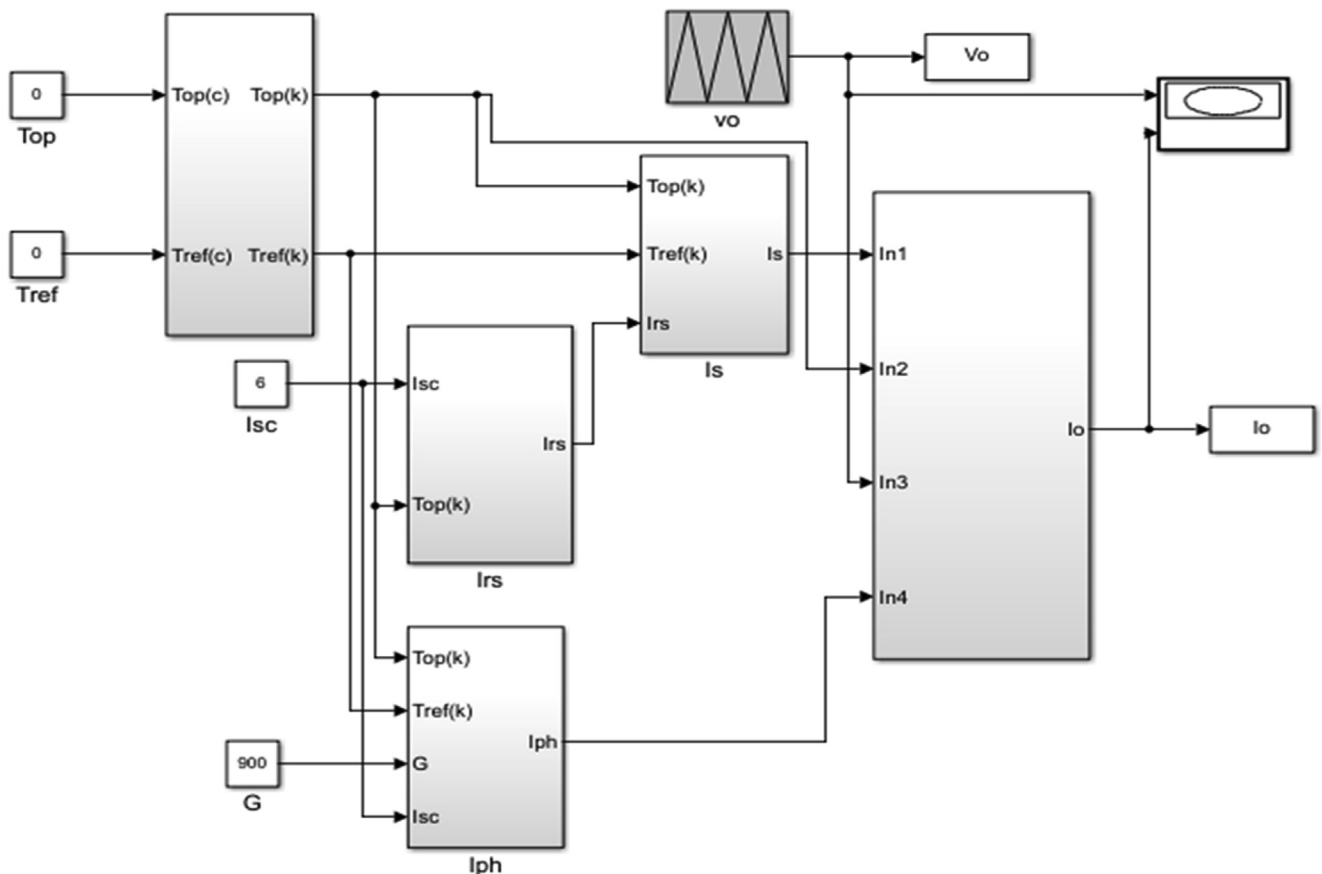 0
Top
0
Tref
Top(c)
Top(k)
Tref(c)
Tref(k)
vo
Vo
Top(k)
Tref(k)
Is
Irs
Is
6
Isc
Isc
Irs
Top(k)
Irs
In1
In2
In3
In4
Io
Io
Top(k)
Tref(k)
Iph
G
Isc
Iph
900
G